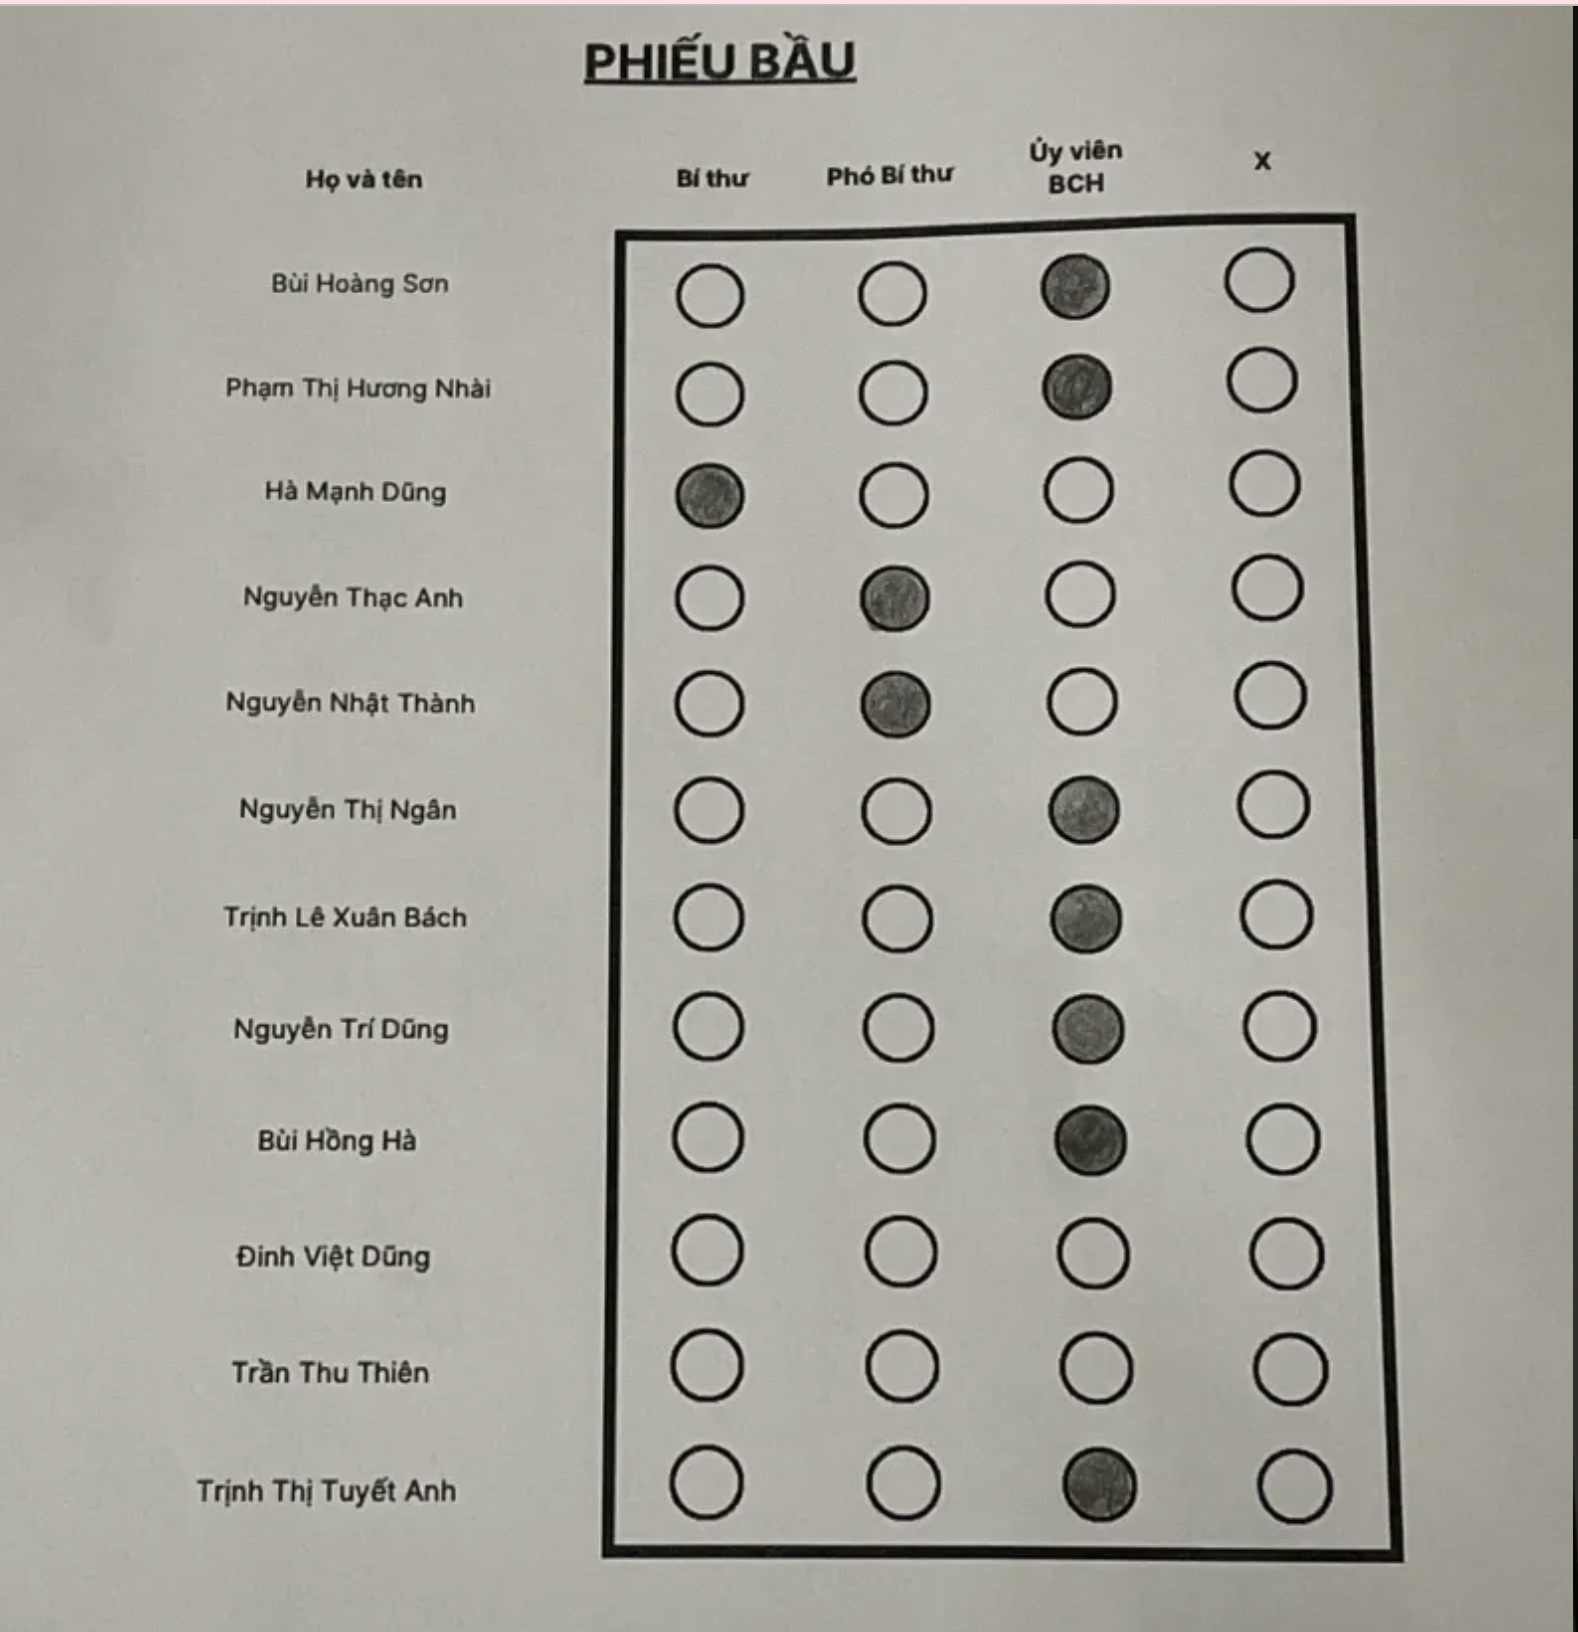 PHIẾU BẦU
Họ và tên Bí thư Phó Bí thư Ủy viên BCH X
Bùi Hoàng Sơn
Phạm Thị Hương Nhài
Hà Mạnh Dũng
Nguyễn Thạc Anh
Nguyễn Nhật Thành
Nguyễn Thị Ngân
Trịnh Lê Xuân Bách
Nguyễn Trí Dũng
Bùi Hồng Hà
Đinh Việt Dũng
Trần Thu Thiên
Trịnh Thị Tuyết Anh